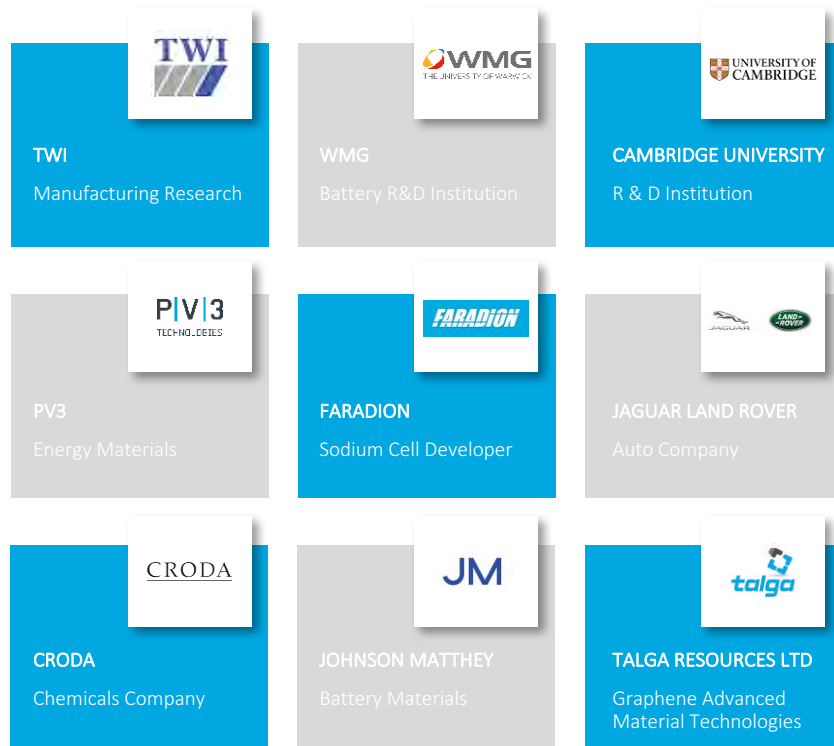 TWI
WMG
THE UNIVERSITY OF WARWICK
UNIVERSITY OF
CAMBRIDGE
TWI
Manufacturing Research
WMG
Battery R&D Institution
CAMBRIDGE UNIVERSITY
R & D Institution
P|V|3
TECHNOLOGIES
FARADION
JAGUAR
LAND-
ROVER
PV3
Energy Materials
FARADION
Sodium Cell Developer
JAGUAR LAND ROVER
Auto Company
CRODA
JM
talga
CRODA
Chemicals Company
JOHNSON MATTHEY
Battery Materials
TALGA RESOURCES LTD
Graphene Advanced
Material Technologies